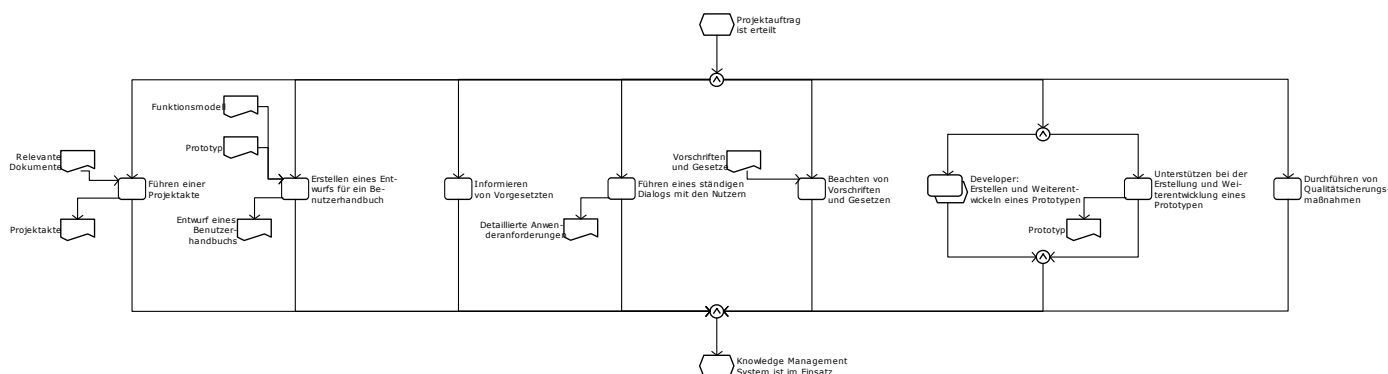 Projektauftrag
ist erteilt
Funktionsmodell
Prototyp
Relevante
Dokumente
Führen einer
Projektakte
Projektakte
Erstellen eines Ent-
wurfs für ein Be-
nutzerhandbuch
Entwurf eines
Benutzer-
handbuchs
Informieren
von Vorgesetzten
Führen eines ständigen
Dialogs mit den Nutzern
Detaillierte Anwen-
deranforderungen
Vorschriften
und Gesetze
Beachten von
Vorschriften
und Gesetzen
Developer:
Erstellen und Weiterent-
wickeln eines Prototypen
Unterstützen bei der
Erstellung und Wei-
terentwicklung eines
Prototypen
Prototyp
Durchführen von
Qualitätsicherungs-
maßnahmen
Knowledge Management
System ist im Einsatz